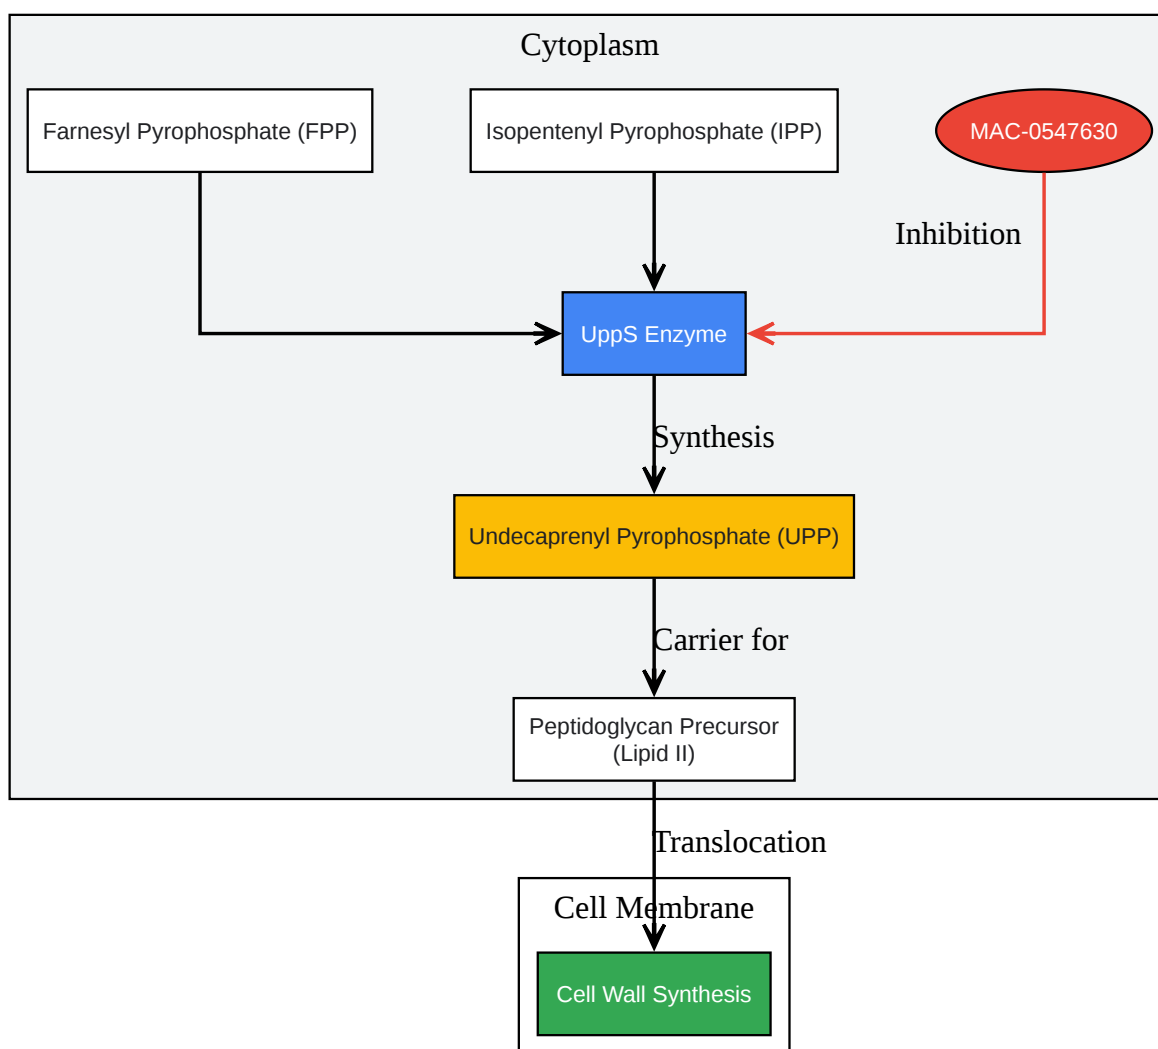 Cytoplasm
Farnesyl Pyrophosphate (FPP)
Isopentenyl Pyrophosphate (IPP)
MAC-0547630
Inhibition
UppS Enzyme
Synthesis
Undecaprenyl Pyrophosphate (UPP)
Carrier for
Peptidoglycan Precursor
(Lipid II)
Translocation
Cell Membrane
Cell Wall Synthesis